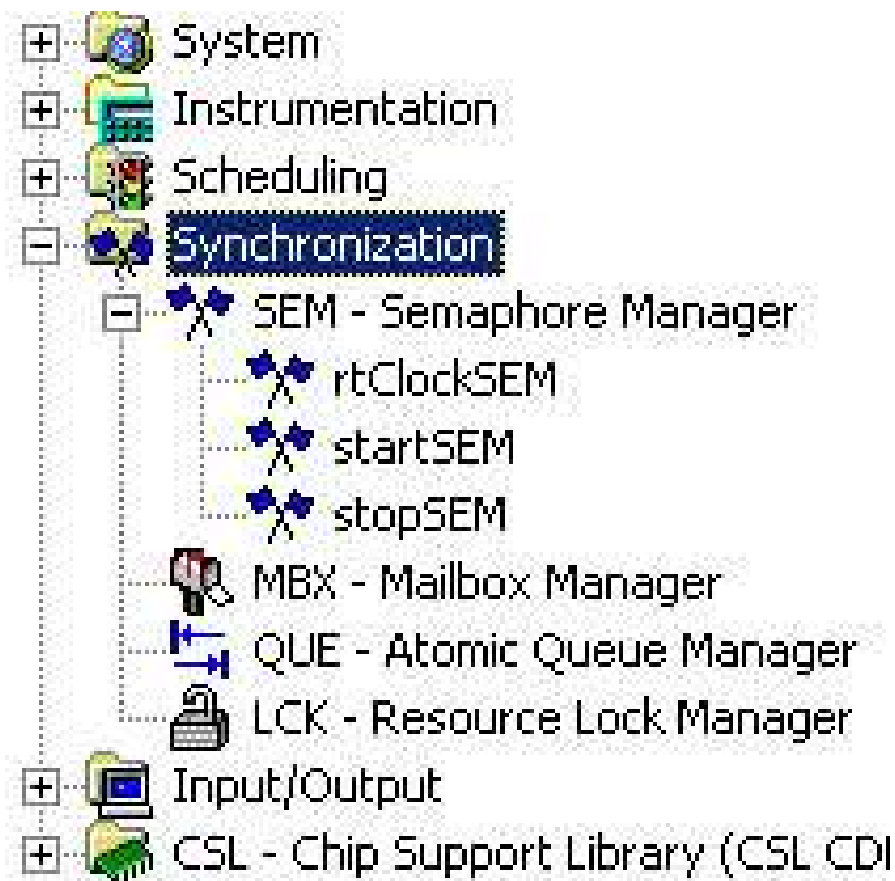 System
Instrumentation
Scheduling
Synchronization
SEM - Semaphore Manager
rtClockSEM
startSEM
stopSEM
MBX - Mailbox Manager
QUE - Atomic Queue Manager
LCK - Resource Lock Manager
Input/Output
CSL - Chip Support Library (CSL